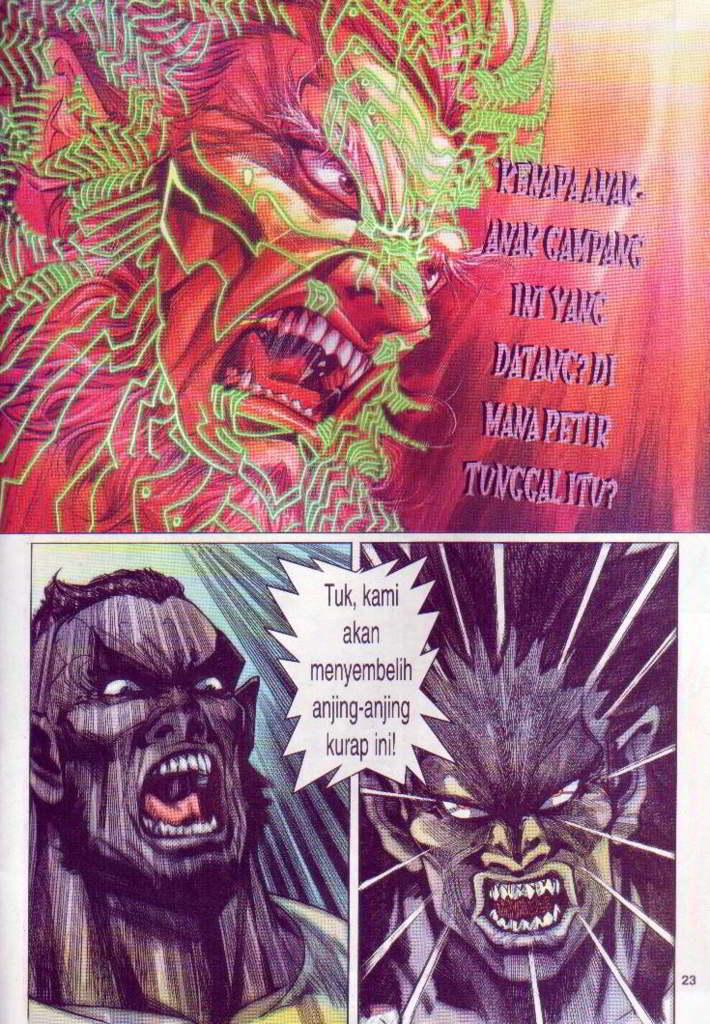 KENAPA ANAK-
ANAK GAMPANG
INI YANG
DATANG? DI
MANA PETIR
TUNGGAL ITU?
Tuk, kami
akan
menyembelih
anjing-anjing
kurap ini!
23